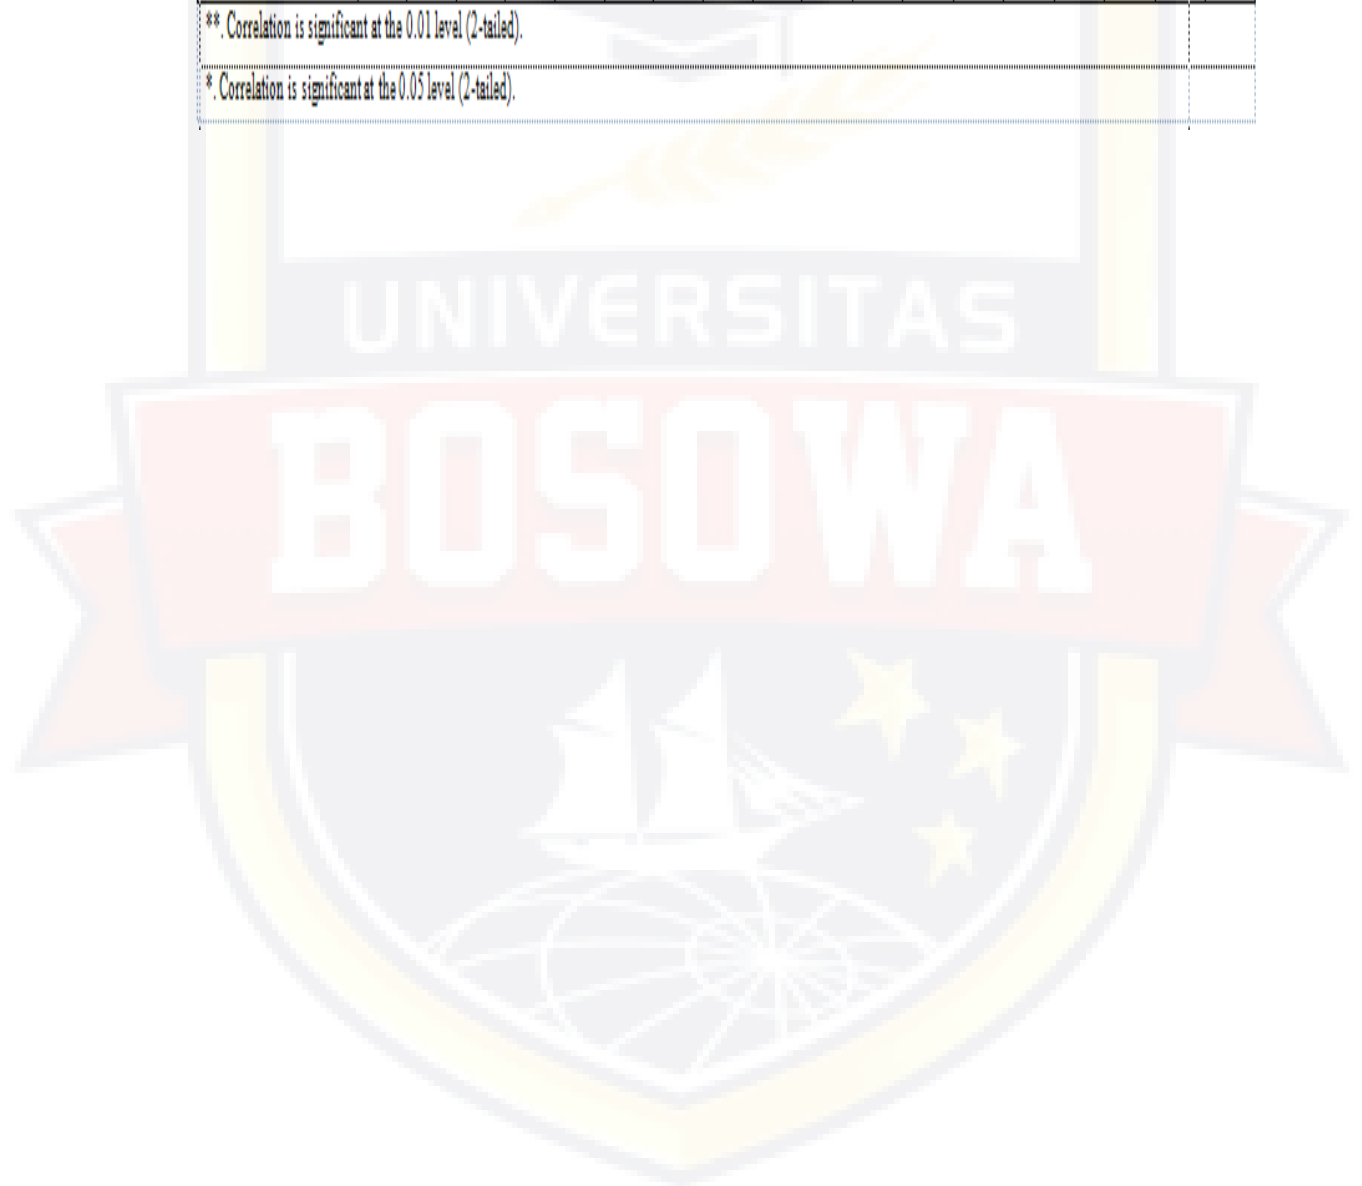 **. Correlation is significant at the 0.01 level (2-tailed).
*. Correlation is significant at the 0.05 level (2-tailed).
UNIVERSITAS
BOSOWA